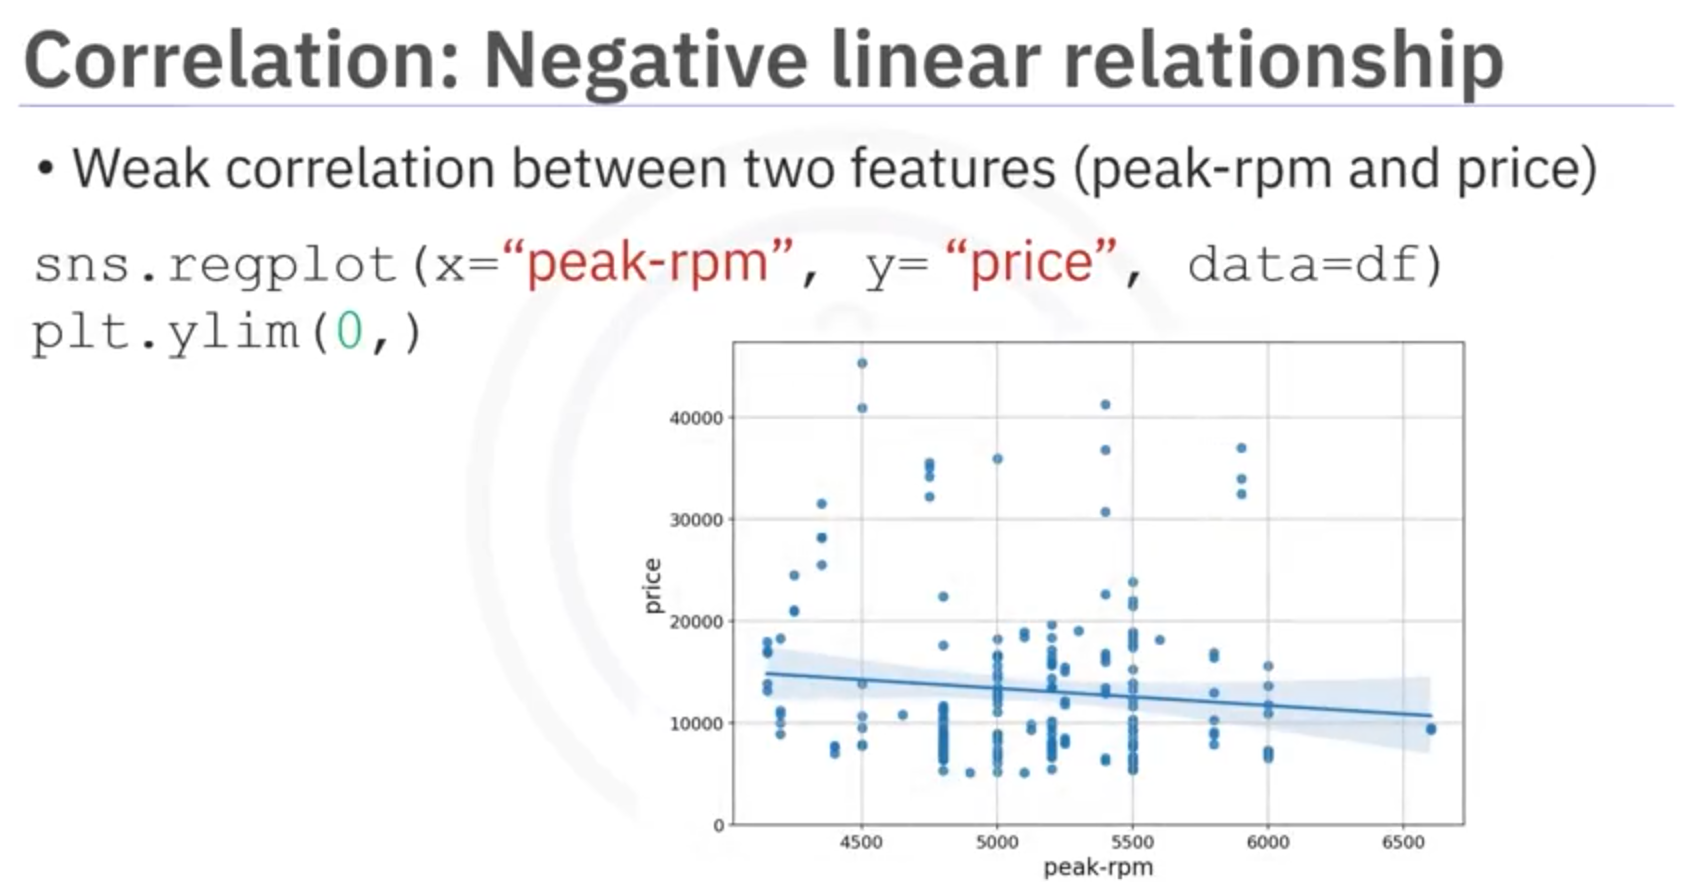 Correlation: Negative linear relationship
• Weak correlation between two features (peak-rpm and price)
sns.regplot(x=“peak-rpm”, y= “price”, data=df)
plt.ylim(0,)
40000
30000
20000
10000
0
price
4500 5000 5500 6000 6500
peak-rpm